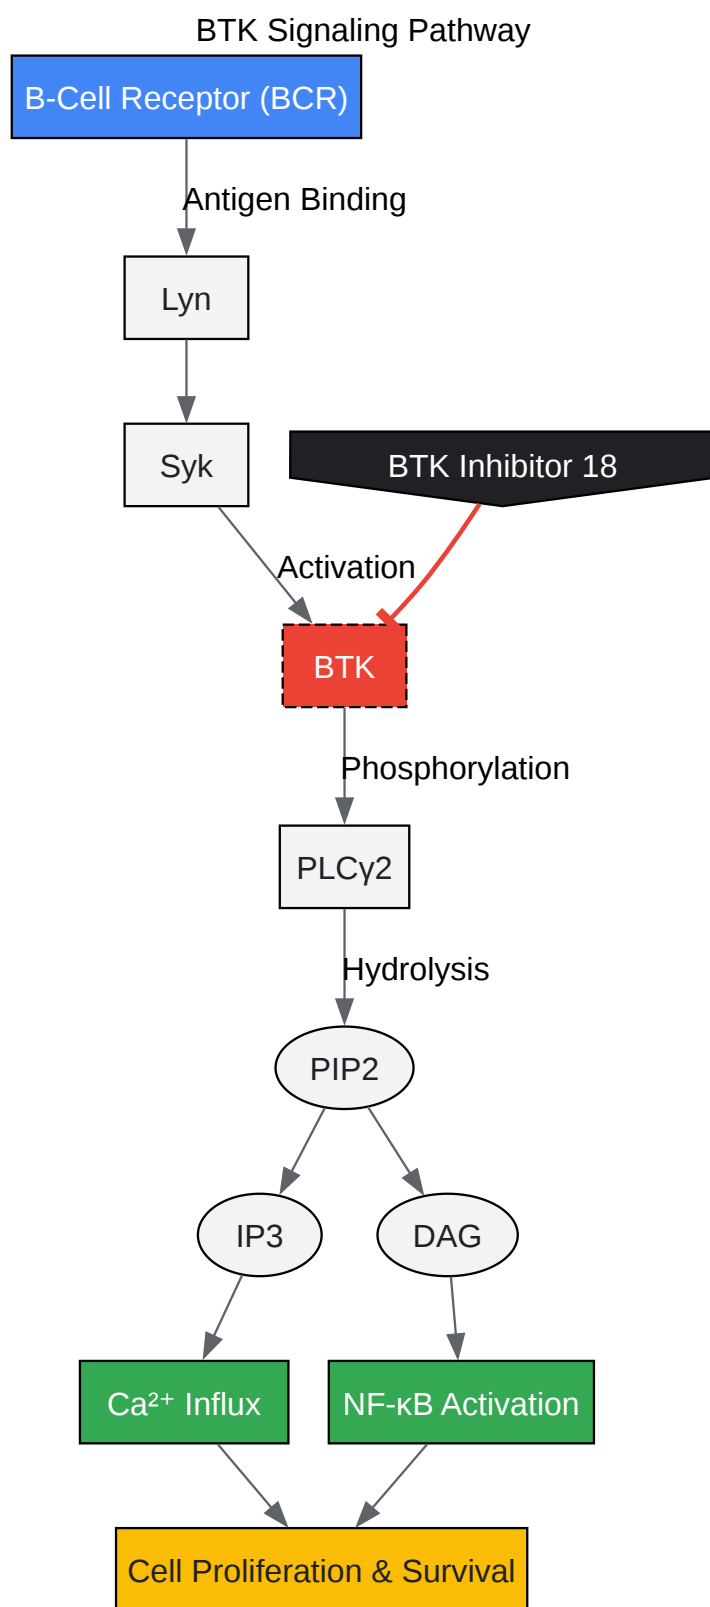 BTK Signaling Pathway
B-Cell Receptor (BCR)
Antigen Binding
Lyn
Syk
BTK Inhibitor 18
Activation
BTK
Phosphorylation
PLCγ2
Hydrolysis
PIP2
IP3
DAG
Ca²⁺ Influx
NF-κB Activation
Cell Proliferation & Survival